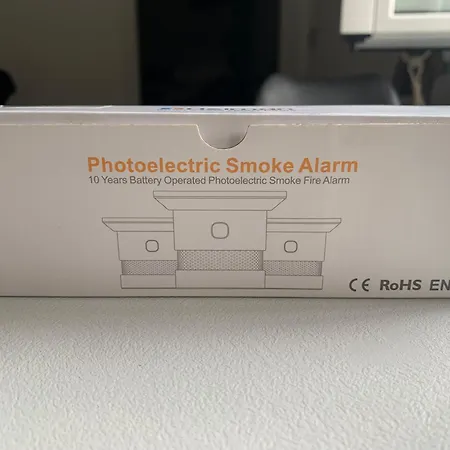 Photoelectric Smoke Alarm
10 Years Battery Operated Photoelectric Smoke Fire Alarm
CE RoHS EN